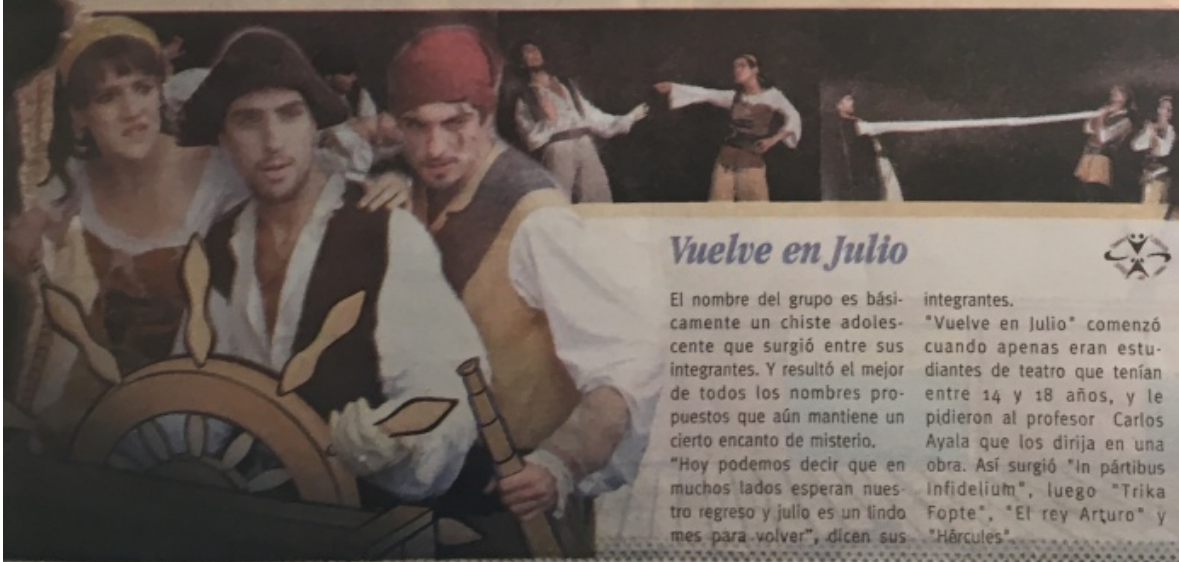 Vuelve en Julio
El nombre del grupo es bási-
camente un chiste adoles-
cente que surgió entre sus
integrantes. Y resultó el mejor
de todos los nombres pro-
puestos que aún mantiene un
cierto encanto de misterio.
"Hoy podemos decir que en
muchos lados esperan nues-
tro regreso y julio es un lindo
mes para volver", dicen sus
integrantes.
"Vuelve en Julio" comenzó
cuando apenas eran estu-
diantes de teatro que tenían
entre 14 y 18 años, y le
pidieron al profesor Carlos
Ayala que los dirija en una
obra. Así surgió "In pártibus
Infidelium", luego "Trika
Fopte", "El rey Arturo" y
"Hércules".